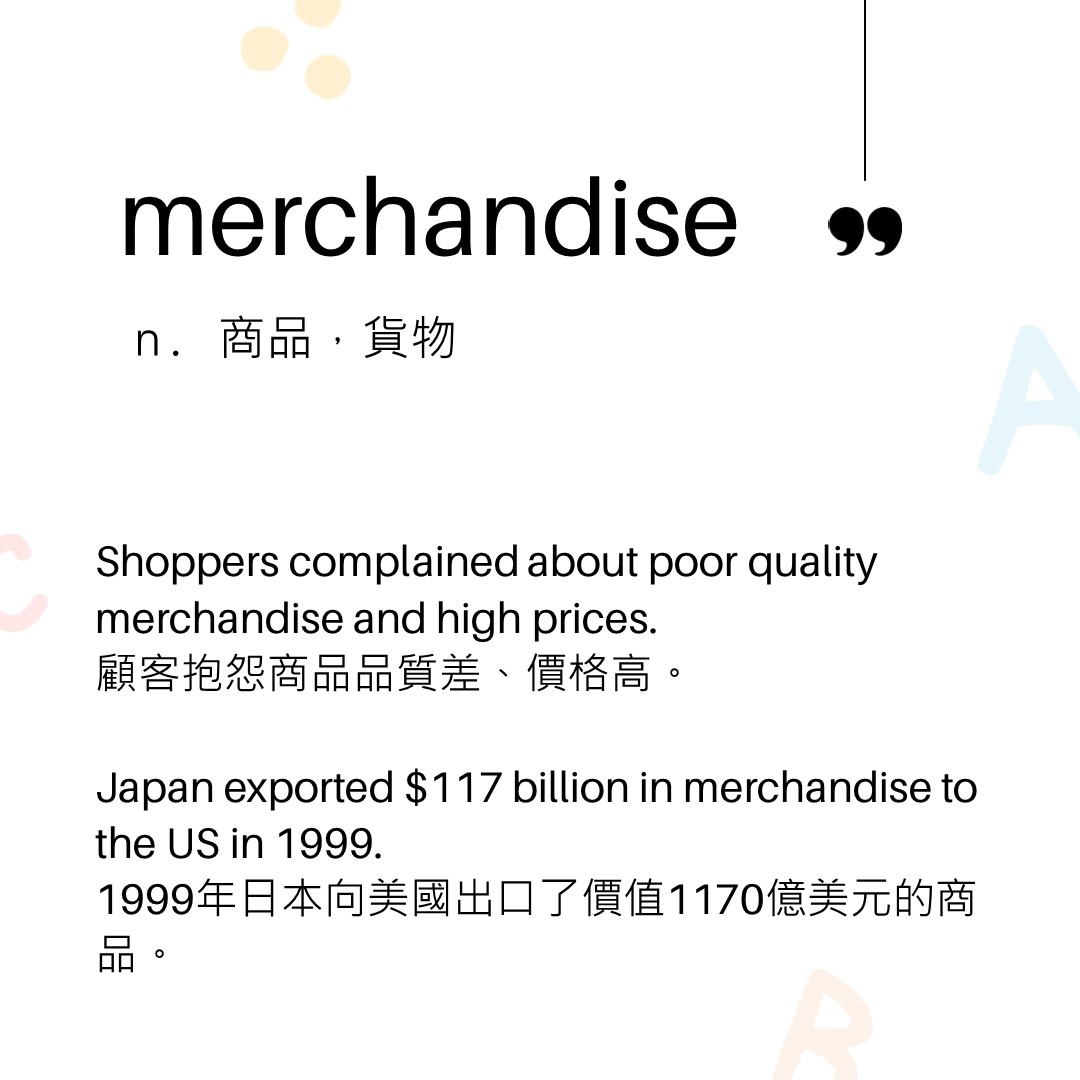 merchandise ❞
n. 商品，貨物
Shoppers complained about poor quality
merchandise and high prices.
顧客抱怨商品品質差、價格高。
Japan exported $117 billion in merchandise to
the US in 1999.
1999年日本向美國出口了價值1170億美元的商
品。
A
C
B